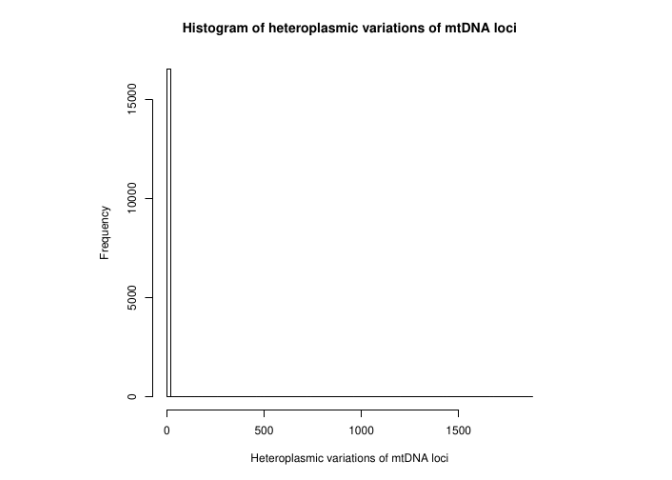 Histogram of heteroplasmic variations of mtDNA loci
15000
10000
5000
0
Frequency
0 500 1000 1500
Heteroplasmic variations of mtDNA loci